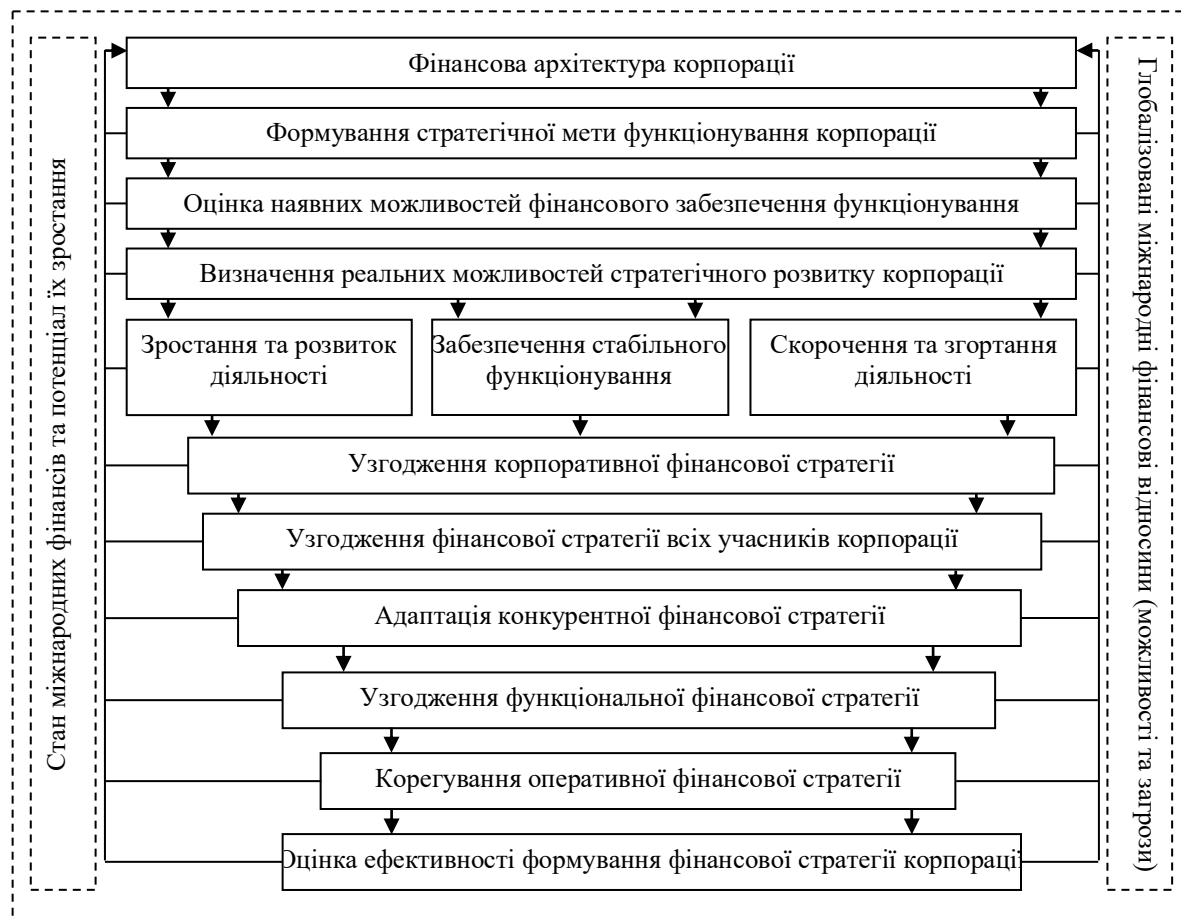 Стан міжнародних фінансів та потенціал їх зростання
Фінансова архітектура корпорації
Формування стратегічної мети функціонування корпорації
Оцінка наявних можливостей фінансового забезпечення функціонування
Визначення реальних можливостей стратегічного розвитку корпорації
Зростання та розвиток
діяльності
Забезпечення стабільного
функціонування
Скорочення та згортання
діяльності
Узгодження корпоративної фінансової стратегії
Узгодження фінансової стратегії всіх учасників корпорації
Адаптація конкурентної фінансової стратегії
Узгодження функціональної фінансової стратегії
Корегування оперативної фінансової стратегії
Оцінка ефективності формування фінансової стратегії корпорації
Глобалізовані міжнародні фінансові відносини (можливості та загрози)